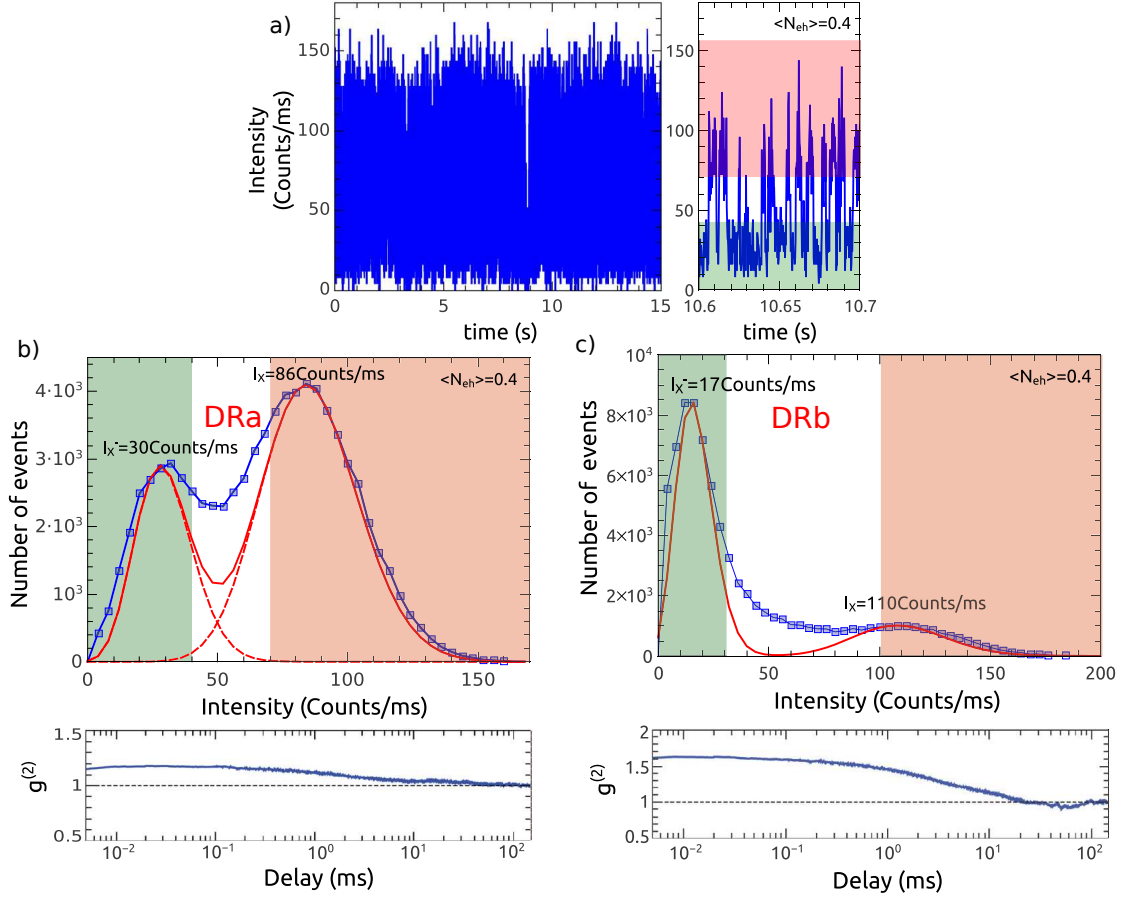 a)
Intensity
(Counts/ms)
150
100
50
0
0 5 10 15
time (s)
<Neh>=0.4
150
100
50
0
10.6 10.65 10.7
time (s)
b)
IX=86Counts/ms
<Neh>=0.4
DRa
IX-=30Counts/ms
Number of events
4·10³
3·10³
2·10³
10³
0
0 50 100 150
Intensity (Counts/ms)
g(2)
1.5
1
0.5
10⁻² 10⁻¹ 10⁰ 10¹ 10²
Delay (ms)
c)
10⁴
IX-=17Counts/ms
<Neh>=0.4
DRb
IX=110Counts/ms
Number of events
8×10³
6×10³
4×10³
2×10³
0
0 50 100 150 200
Intensity (Counts/ms)
g(2)
2
1.5
1
0.5
10⁻² 10⁻¹ 10⁰ 10¹ 10²
Delay (ms)